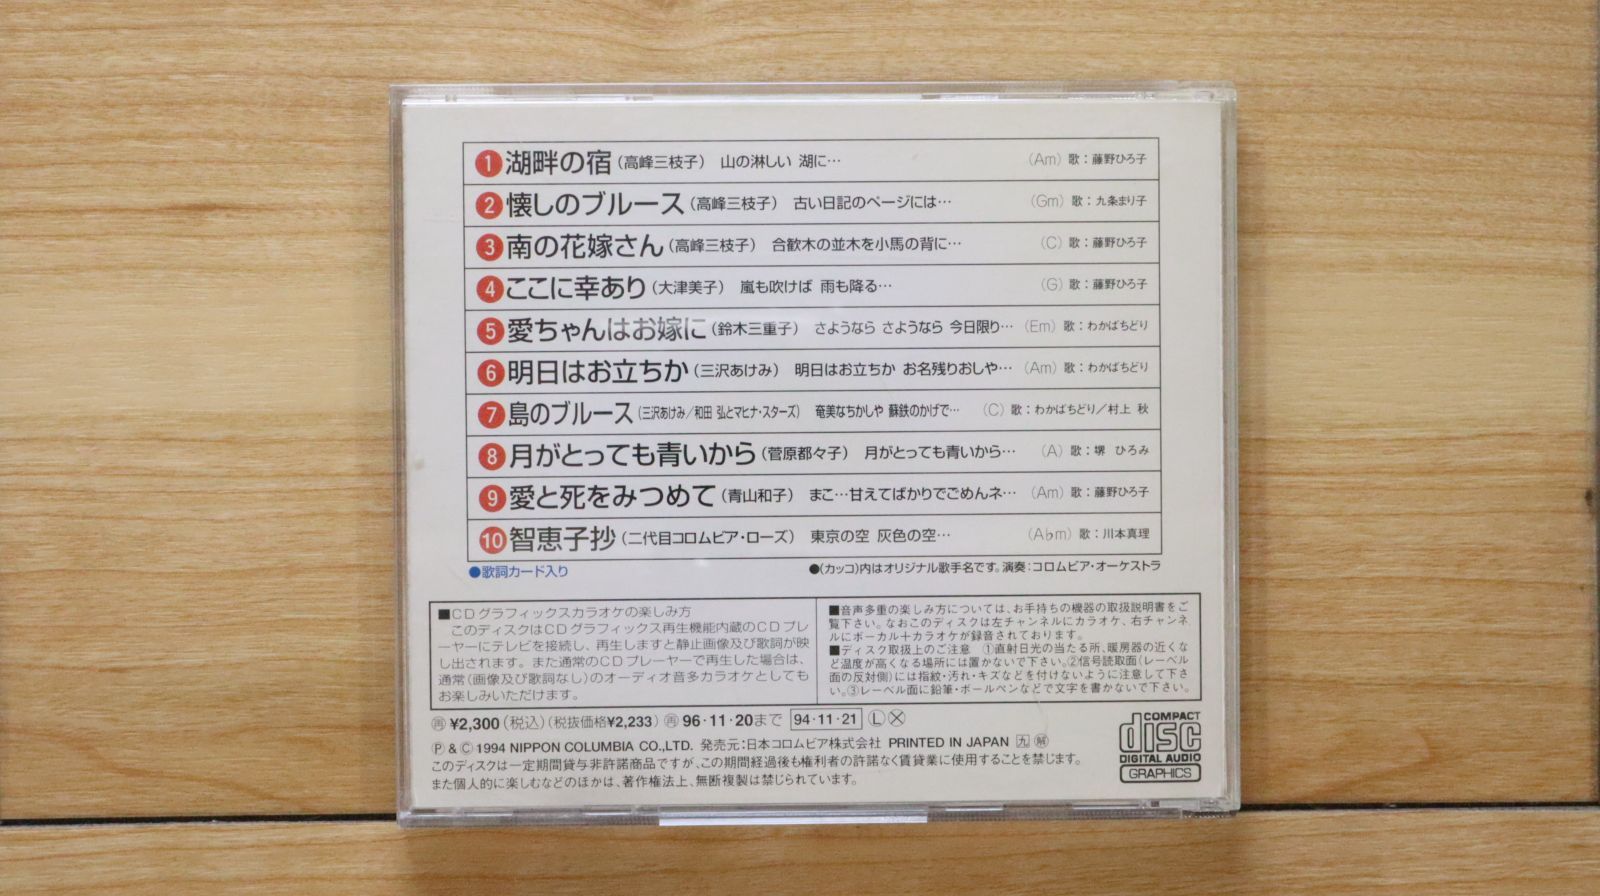 1 湖畔の宿(高峰三枝子) 山の淋しい 湖に… (Am) 歌:藤野ひろ子
2 懐しのブルース(高峰三枝子) 古い日記のページには… (Gm) 歌:九条まり子
3 南の花嫁さん(高峰三枝子) 合歓木の並木を小馬の背に… (C) 歌:藤野ひろ子
4 ここに幸あり(大津美子) 嵐も吹けば 雨も降る… (G) 歌:藤野ひろ子
5 愛ちゃんはお嫁に(鈴木三重子) さようなら さようなら 今日限り… (Em) 歌:わかばちどり
6 明日はお立ちか(三沢あけみ) 明日はお立ちか お名残りおしや… (Am) 歌:わかばちどり
7 島のブルース(三沢あけみ/和田 弘とマヒナ・スターズ) 奄美なちかしや 蘇鉄のかげで… (C) 歌:わかばちどり/村上 秋
8 月がとっても青いから(菅原都々子) 月がとっても青いから… (A) 歌:堺 ひろみ
9 愛と死をみつめて(青山和子) まこ…甘えてばかりでごめんネ… (Am) 歌:藤野ひろ子
10 智恵子抄(二代目コロムビア・ローズ) 東京の空 灰色の空… (A♭m) 歌:川本真理
●歌詞カード入り
●(カッコ)内はオリジナル歌手名です。演奏:コロムビア・オーケストラ
■CDグラフィックスカラオケの楽しみ方
このディスクはCDグラフィックス再生機能内蔵のCDプレ
ーヤーにテレビを接続し、再生しますと静止画像及び歌詞が映
し出されます。また通常のCDプレーヤーで再生した場合は、
通常(画像及び歌詞なし)のオーディオ音多カラオケとしても
お楽しみいただけます。
■音声多重の楽しみ方については、お手持ちの機器の取扱説明書をご
覧下さい。なおこのディスクは左チャンネルにカラオケ、右チャンネ
ルにボーカル+カラオケが録音されております。
■ディスク取扱上のご注意 ①直射日光の当たる所、暖房器の近くな
ど温度が高くなる場所には置かないで下さい。②信号読取面(レーベル
面の反対側)には指紋・汚れ・キズなどを付けないように注意して下さ
い。③レーベル面に鉛筆・ボールペンなどで文字を書かないで下さい。
㊢ ¥2,300(税込)(税抜価格¥2,233) ㊢ 96・11・20まで 94・11・21 Ⓛ Ⓧ
Ⓟ & Ⓒ 1994 NIPPON COLUMBIA CO.,LTD. 発売元:日本コロムビア株式会社 PRINTED IN JAPAN 九 解
このディスクは一定期間貸与非許諾商品ですが、この期間経過後も権利者の許諾なく賃貸業に使用することを禁じます。
また個人的に楽しむなどのほかは、著作権法上、無断複製は禁じられています。
COMPACT
disc
DIGITAL AUDIO
GRAPHICS